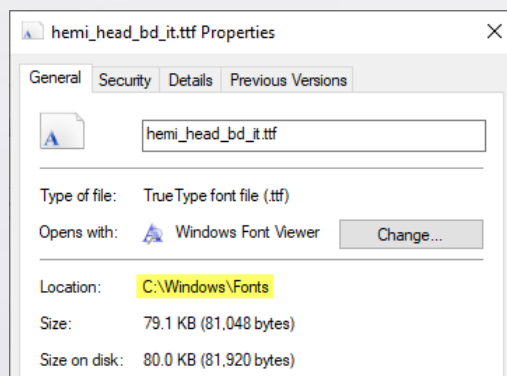 hemi_head_bd_it.ttf Properties
General Security Details Previous Versions
A hemi_head_bd_it.ttf
Type of file: TrueType font file (.ttf)
Opens with: Windows Font Viewer Change...
Location: C:\Windows\Fonts
Size: 79.1 KB (81,048 bytes)
Size on disk: 80.0 KB (81,920 bytes)